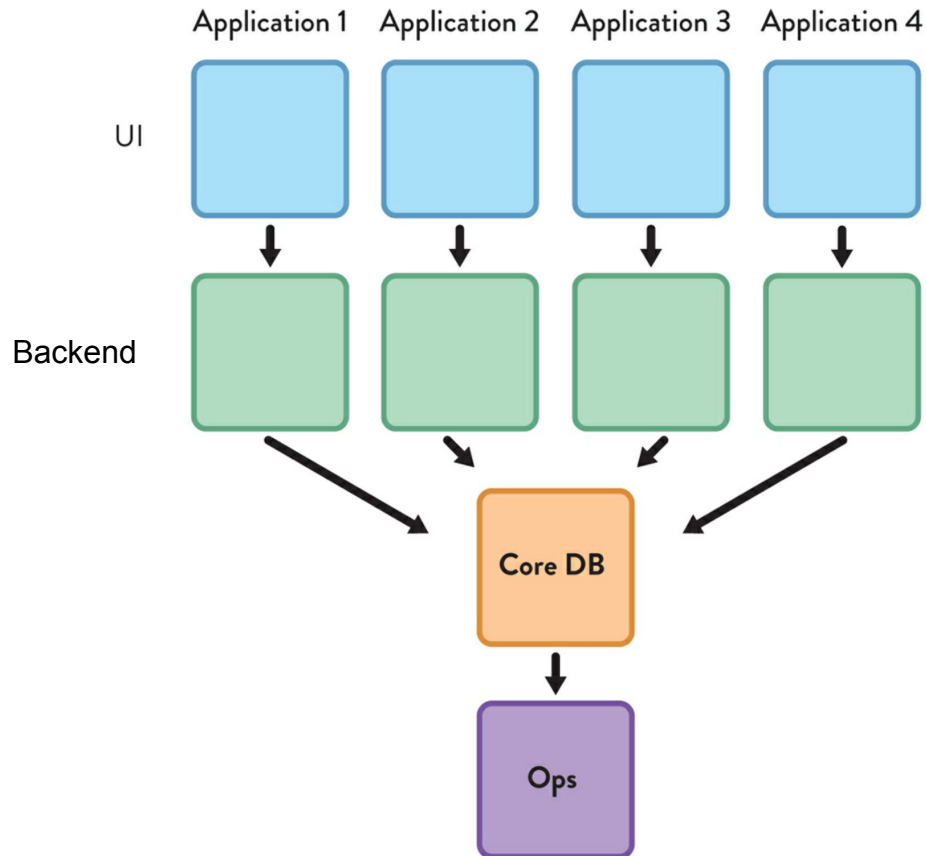 Application 1 Application 2 Application 3 Application 4
UI
Backend
Core DB
Ops